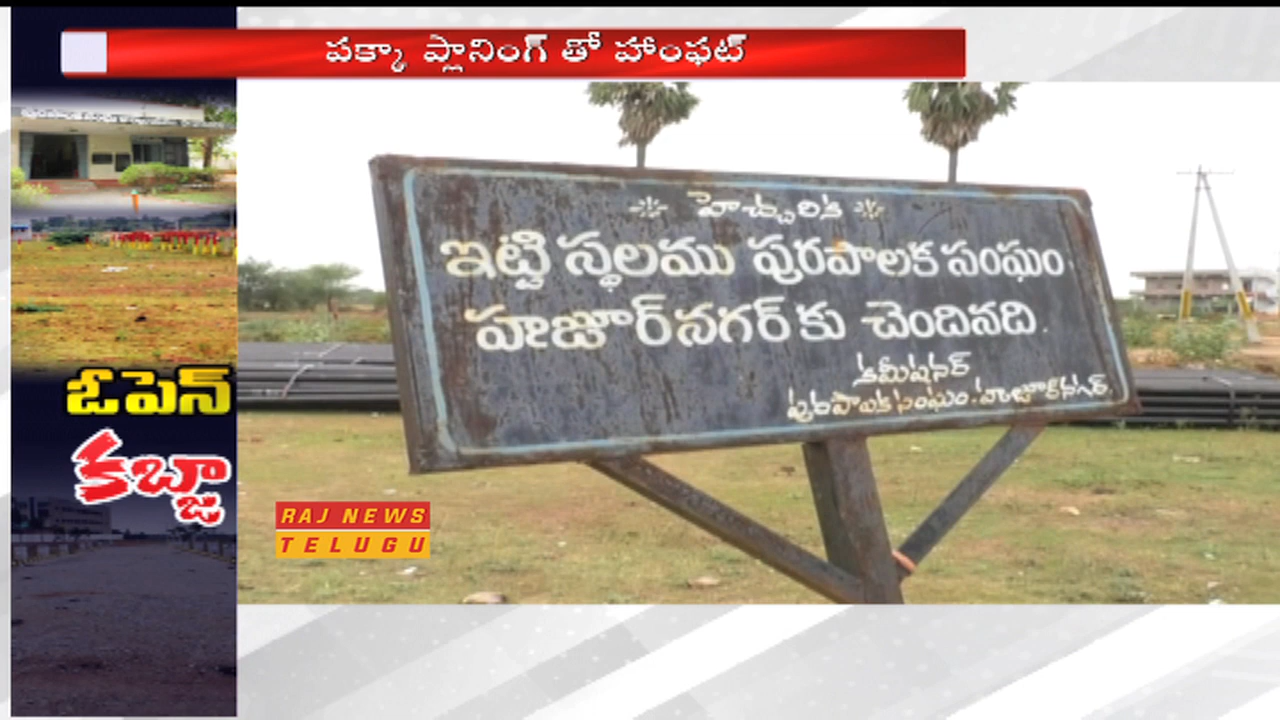 పక్కా ప్లానింగ్ తో హాంఫట్
హెచ్చరిక
ఇట్టి స్థలము పురపాలక సంఘం
హుజూర్‌నగర్ కు చెందినది.
కమీషనర్
పురపాలక సంఘం. హుజూర్‌నగర్.
ఓపెన్
కబ్జా
RAJ NEWS
TELUGU